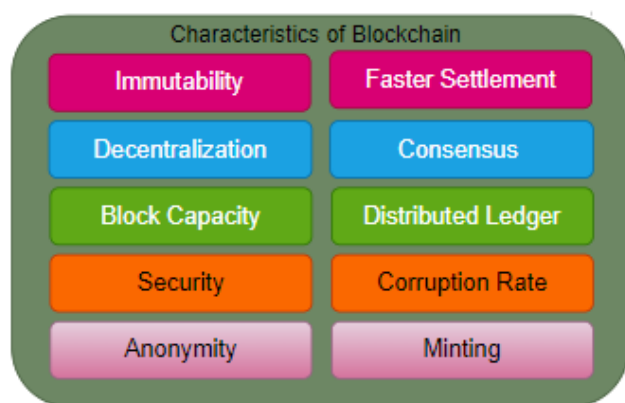 Characteristics of Blockchain
Immutability
Faster Settlement
Decentralization
Consensus
Block Capacity
Distributed Ledger
Security
Corruption Rate
Anonymity
Minting